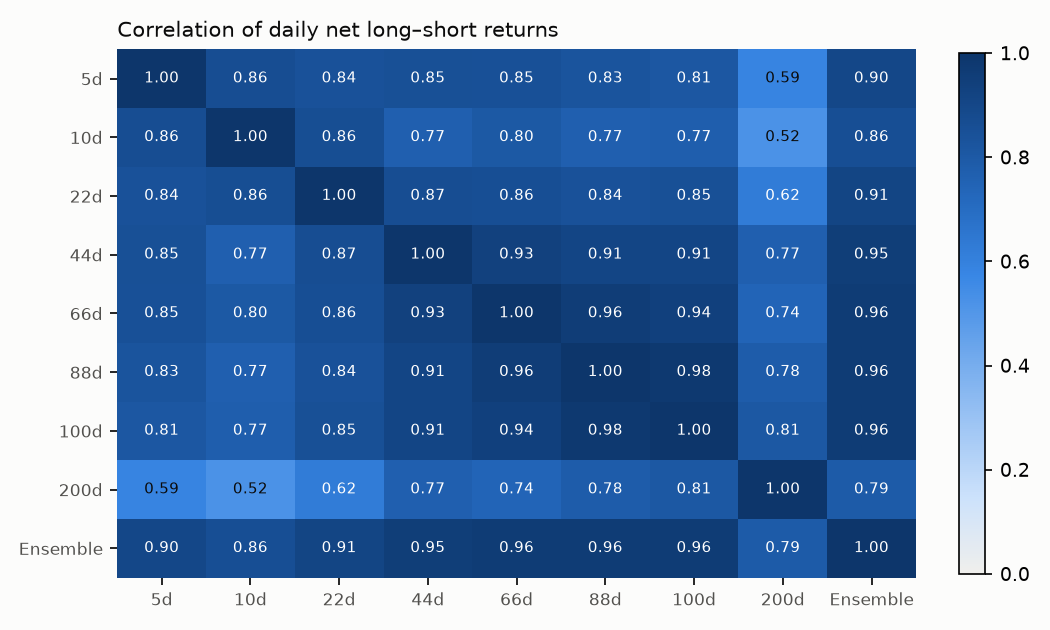 Correlation of daily net long–short returns
5d 1.00 0.86 0.84 0.85 0.85 0.83 0.81 0.59 0.90
10d 0.86 1.00 0.86 0.77 0.80 0.77 0.77 0.52 0.86
22d 0.84 0.86 1.00 0.87 0.86 0.84 0.85 0.62 0.91
44d 0.85 0.77 0.87 1.00 0.93 0.91 0.91 0.77 0.95
66d 0.85 0.80 0.86 0.93 1.00 0.96 0.94 0.74 0.96
88d 0.83 0.77 0.84 0.91 0.96 1.00 0.98 0.78 0.96
100d 0.81 0.77 0.85 0.91 0.94 0.98 1.00 0.81 0.96
200d 0.59 0.52 0.62 0.77 0.74 0.78 0.81 1.00 0.79
Ensemble 0.90 0.86 0.91 0.95 0.96 0.96 0.96 0.79 1.00
5d 10d 22d 44d 66d 88d 100d 200d Ensemble
1.0
0.8
0.6
0.4
0.2
0.0